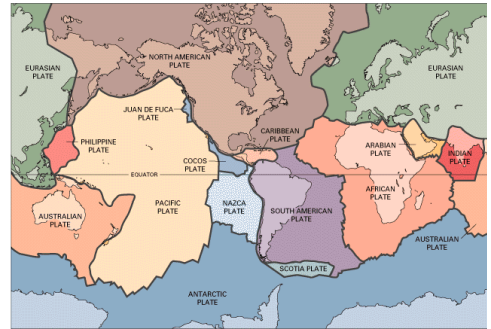 EURASIAN
PLATE
NORTH AMERICAN
PLATE
EURASIAN
PLATE
JUAN DE FUCA
PLATE
CARIBBEAN
PLATE
PHILIPPINE
PLATE
ARABIAN
PLATE
INDIAN
PLATE
COCOS
PLATE
EQUATOR
AFRICAN
PLATE
PACIFIC
PLATE
NAZCA
PLATE
SOUTH AMERICAN
PLATE
AUSTRALIAN
PLATE
AUSTRALIAN
PLATE
SCOTIA PLATE
ANTARCTIC
PLATE